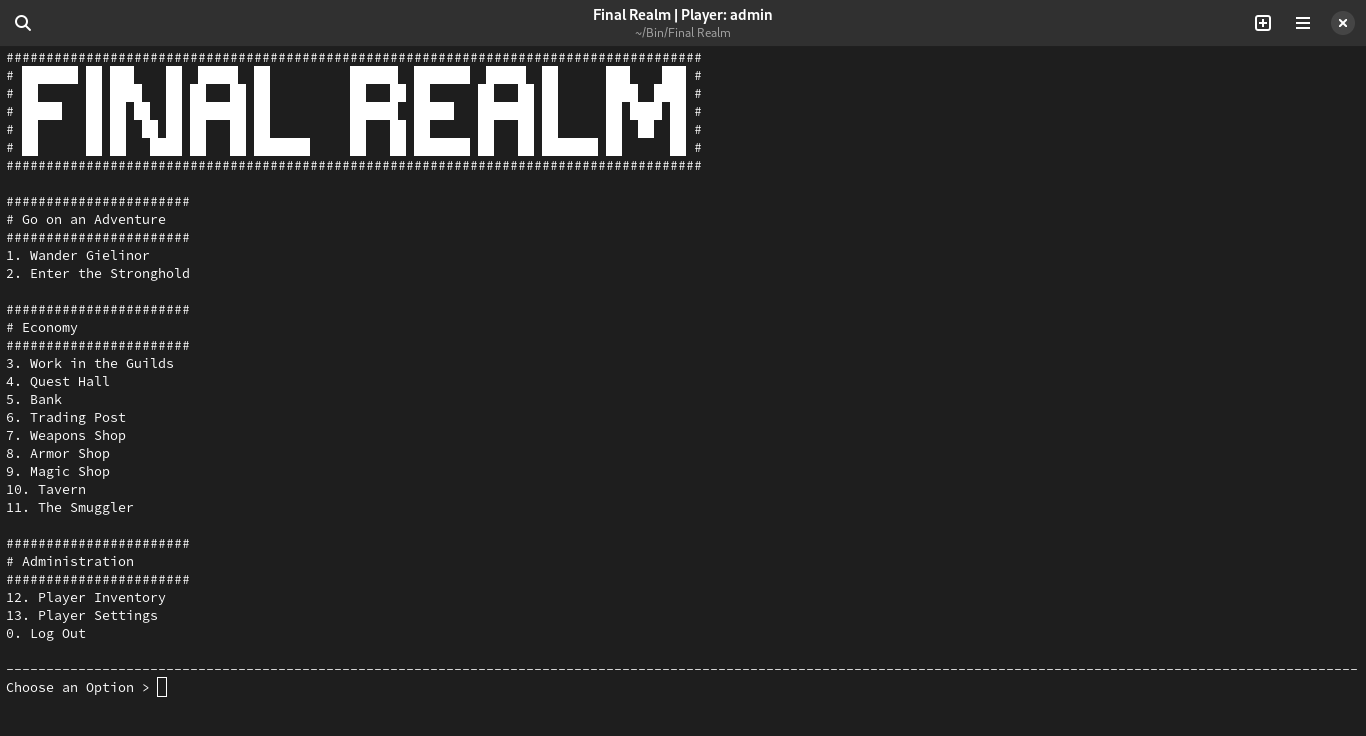 Final Realm | Player: admin
~/Bin/Final Realm
#######################################################################################
# FINAL REALM #
#######################################################################################
#######################
# Go on an Adventure
#######################
1. Wander Gielinor
2. Enter the Stronghold
#######################
# Economy
#######################
3. Work in the Guilds
4. Quest Hall
5. Bank
6. Trading Post
7. Weapons Shop
8. Armor Shop
9. Magic Shop
10. Tavern
11. The Smuggler
#######################
# Administration
#######################
12. Player Inventory
13. Player Settings
0. Log Out
Choose an Option >